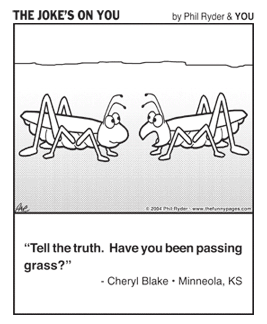 THE JOKE'S ON YOU by Phil Ryder & YOU
© 2004 Phil Ryder · www.thefunnypages.com
"Tell the truth. Have you been passing
grass?"
- Cheryl Blake • Minneola, KS